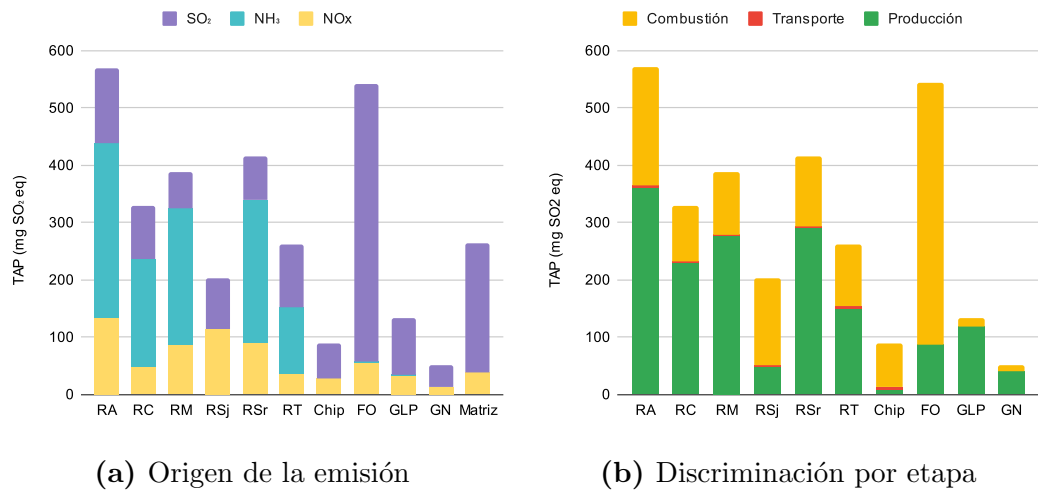 SO₂ NH₃ NOx
TAP (mg SO₂ eq)
600
500
400
300
200
100
0
RA RC RM RSj RSr RT Chip FO GLP GN Matriz
(a) Origen de la emisión
Combustión Transporte Producción
TAP (mg SO2 eq)
600
500
400
300
200
100
0
RA RC RM RSj RSr RT Chip FO GLP GN
(b) Discriminación por etapa